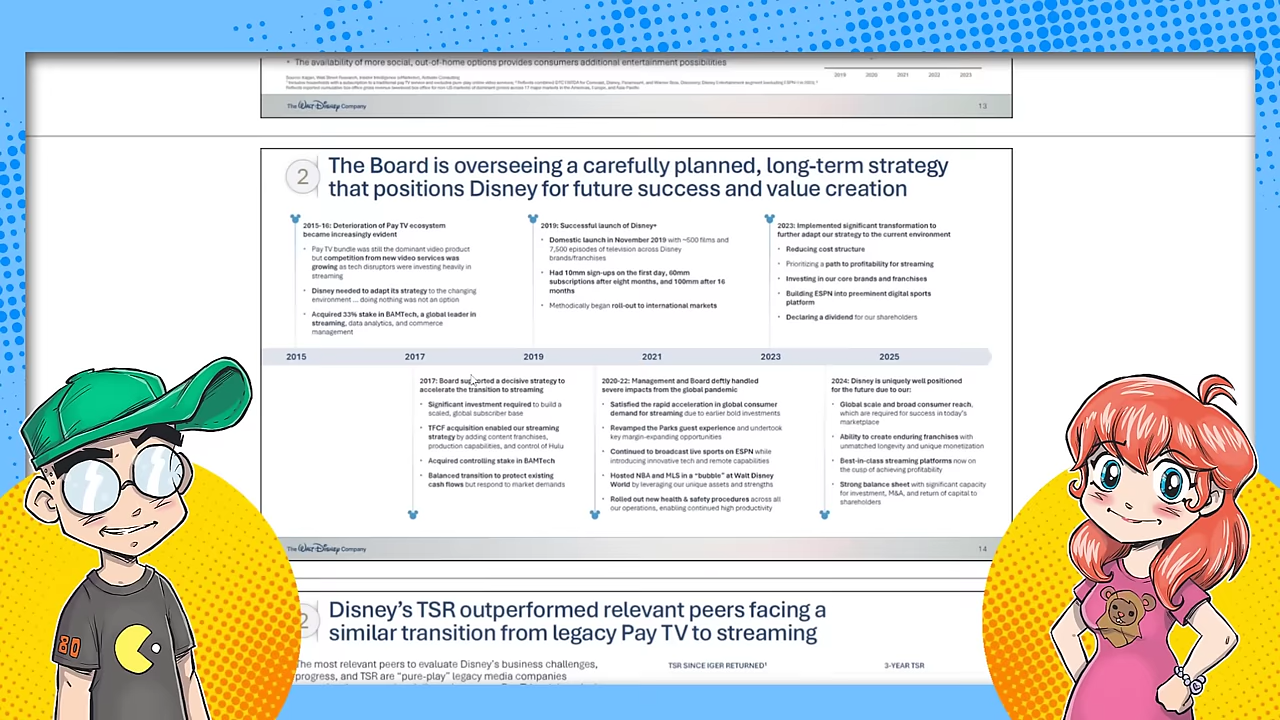 • The availability of more social, out-of-home options provides consumers additional entertainment possibilities
2019 2020 2021 2022 2023
The WALT DISNEY Company
13
2
The Board is overseeing a carefully planned, long-term strategy
that positions Disney for future success and value creation
2015-16: Deterioration of Pay TV ecosystem
became increasingly evident
• Pay TV bundle was still the dominant video product
but competition from new video services was
growing as tech disruptors were investing heavily in
streaming
• Disney needed to adapt its strategy to the changing
environment ... doing nothing was not an option
• Acquired 33% stake in BAMTech, a global leader in
streaming, data analytics, and commerce
management
2019: Successful launch of Disney+
• Domestic launch in November 2019 with ~500 films and
7,500 episodes of television across Disney
brands/franchises
• Had 10mm sign-ups on the first day, 60mm
subscriptions after eight months, and 100mm after 16
months
• Methodically began roll-out to international markets
2023: Implemented significant transformation to
further adapt our strategy to the current environment
• Reducing cost structure
• Prioritizing a path to profitability for streaming
• Investing in our core brands and franchises
• Building ESPN into preeminent digital sports
platform
• Declaring a dividend for our shareholders
2015 2017 2019 2021 2023 2025
2017: Board supported a decisive strategy to
accelerate the transition to streaming
• Significant investment required to build a
scaled, global subscriber base
• TFCF acquisition enabled our streaming
strategy by adding content franchises,
production capabilities, and control of Hulu
• Acquired controlling stake in BAMTech
• Balanced transition to protect existing
cash flows but respond to market demands
2020-22: Management and Board deftly handled
severe impacts from the global pandemic
• Satisfied the rapid acceleration in global consumer
demand for streaming due to earlier bold investments
• Revamped the Parks guest experience and undertook
key margin-expanding opportunities
• Continued to broadcast live sports on ESPN while
introducing innovative tech and remote capabilities
• Hosted NBA and MLS in a “bubble” at Walt Disney
World by leveraging our unique assets and strengths
• Rolled out new health & safety procedures across all
our operations, enabling continued high productivity
2024: Disney is uniquely well positioned
for the future due to our:
• Global scale and broad consumer reach,
which are required for success in today's
marketplace
• Ability to create enduring franchises with
unmatched longevity and unique monetization
• Best-in-class streaming platforms now on
the cusp of achieving profitability
• Strong balance sheet with significant capacity
for investment, M&A, and return of capital to
shareholders
The WALT DISNEY Company
14
2
Disney’s TSR outperformed relevant peers facing a
similar transition from legacy Pay TV to streaming
The most relevant peers to evaluate Disney's business challenges,
progress, and TSR are “pure-play” legacy media companies
TSR SINCE IGER RETURNED¹
3-YEAR TSR
80